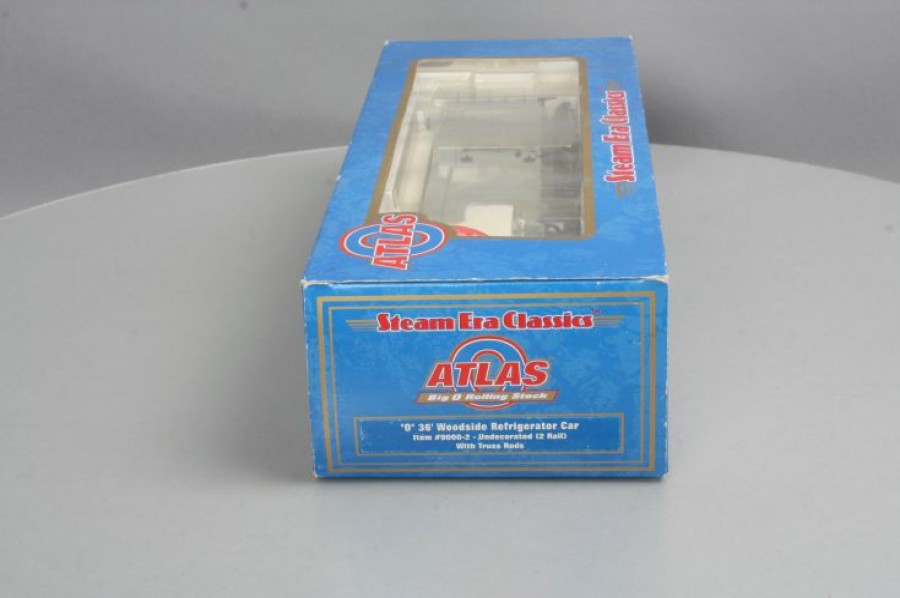 Steam Era Classics
ATLAS
Steam Era Classics™
ATLAS
Big O Rolling Stock
"O" 36' Woodside Refrigerator Car
Item #9000-2 - Undecorated (2 Rail)
With Truss Rods